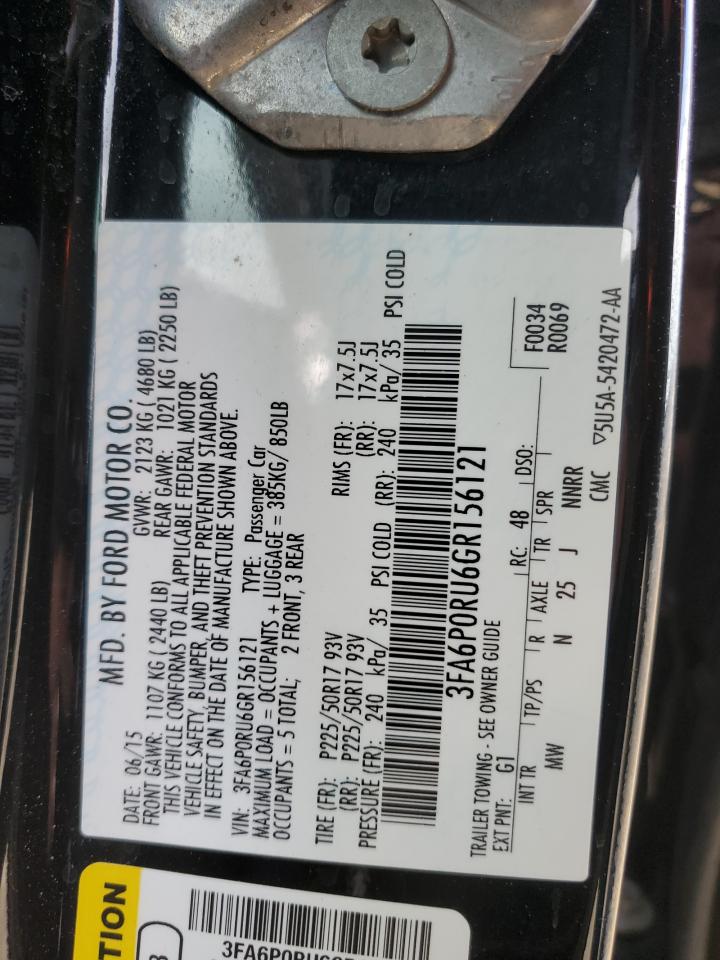 MFD. BY FORD MOTOR CO.
DATE: 06/15 GVWR: 2123 KG ( 4680 LB)
FRONT GAWR: 1107 KG ( 2440 LB) REAR GAWR: 1021 KG ( 2250 LB)
THIS VEHICLE CONFORMS TO ALL APPLICABLE FEDERAL MOTOR
VEHICLE SAFETY, BUMPER, AND THEFT PREVENTION STANDARDS
IN EFFECT ON THE DATE OF MANUFACTURE SHOWN ABOVE.
VIN: 3FA6P0RU6GR156121 TYPE: Passenger Car
MAXIMUM LOAD = OCCUPANTS + LUGGAGE = 385KG/ 850LB
OCCUPANTS = 5 TOTAL; 2 FRONT, 3 REAR
TIRE (FR): P225/50R17 93V RIMS (FR): 17x7.5J
(RR): P225/50R17 93V (RR): 17x7.5J
PRESSURE (FR): 240 kPa/ 35 PSI COLD (RR): 240 kPa/ 35 PSI COLD
3FA6P0RU6GR156121
TRAILER TOWING - SEE OWNER GUIDE
EXT PNT: G1 RC: 48 DSO: F0034
R0069
INT TR TP/PS R AXLE TR SPR
MW N 25 J NNRR
CMC ▽5U5A-5420472-AA
TION